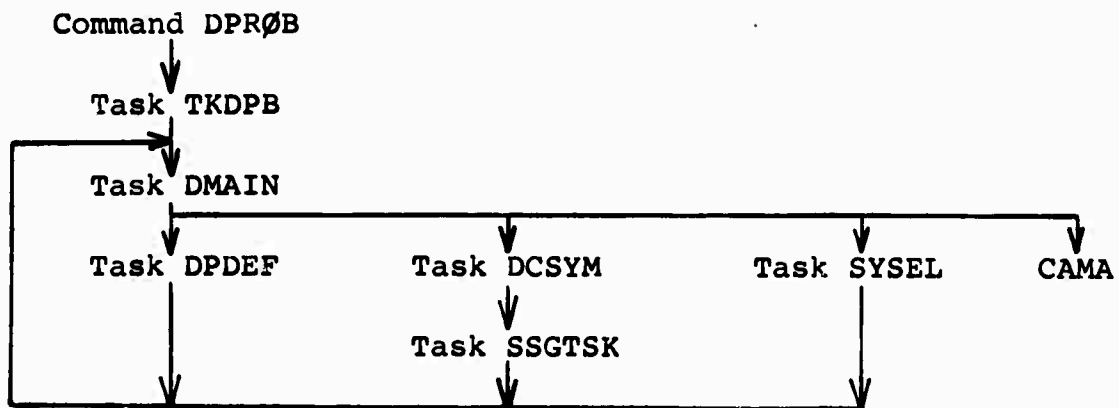 Command DPRØB
Task TKDPB
Task DMAIN
Task DPDEF Task DCSYM Task SYSEL CAMA
Task SSGTSK